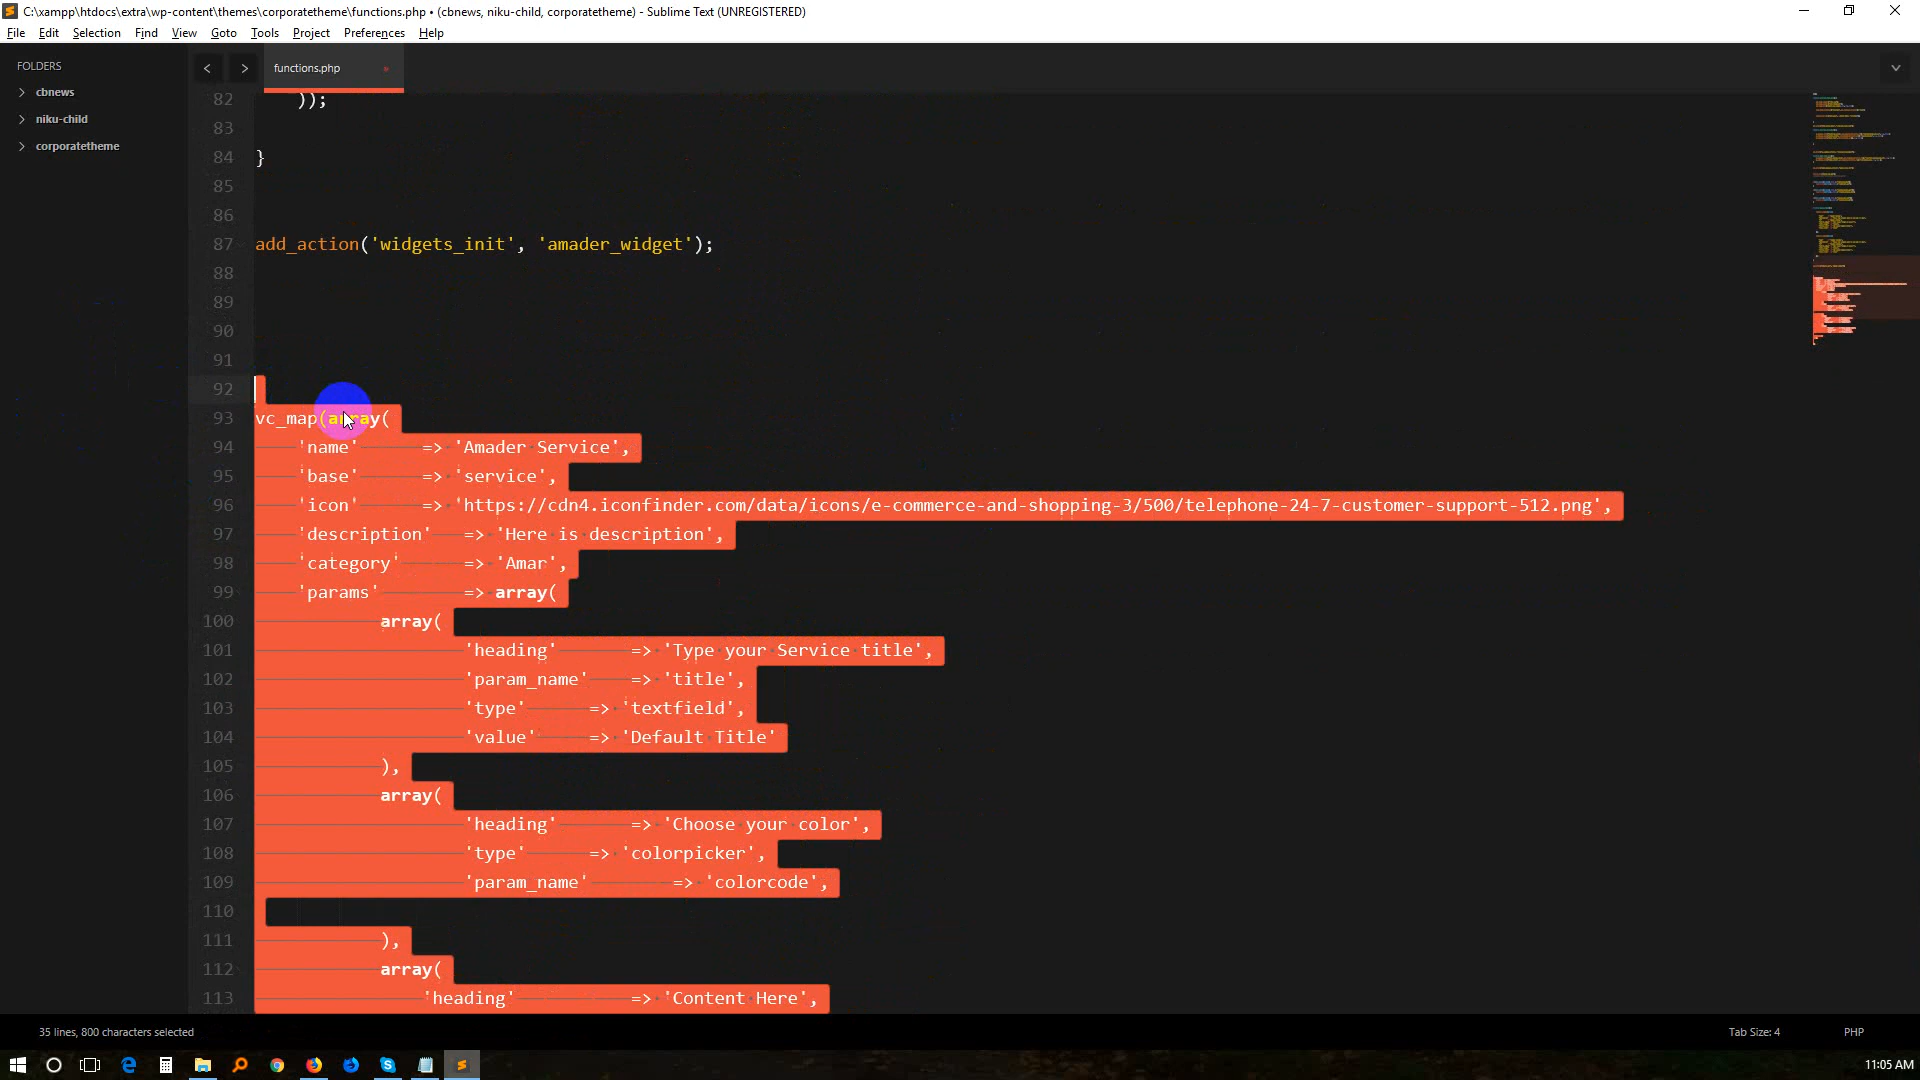 C:\xampp\htdocs\extra\wp-content\themes\corporatetheme\functions.php • (cbnews, niku-child, corporatetheme) - Sublime Text (UNREGISTERED)
File Edit Selection Find View Goto Tools Project Preferences Help
FOLDERS
cbnews
niku-child
corporatetheme
functions.php
82 ));
83
84 }
85
86
87 add_action('widgets_init', 'amader_widget');
88
89
90
91
92
93 vc_map(array(
94 'name' => 'Amader Service',
95 'base' => 'service',
96 'icon' => 'https://cdn4.iconfinder.com/data/icons/e-commerce-and-shopping-3/500/telephone-24-7-customer-support-512.png',
97 'description' => 'Here is description',
98 'category' => 'Amar',
99 'params' => array(
100 array(
101 'heading' => 'Type your Service title',
102 'param_name' => 'title',
103 'type' => 'textfield',
104 'value' => 'Default Title'
105 ),
106 array(
107 'heading' => 'Choose your color',
108 'type' => 'colorpicker',
109 'param_name' => 'colorcode',
110
111 ),
112 array(
113 'heading' => 'Content Here',
35 lines, 800 characters selected
Tab Size: 4
PHP
11:05 AM